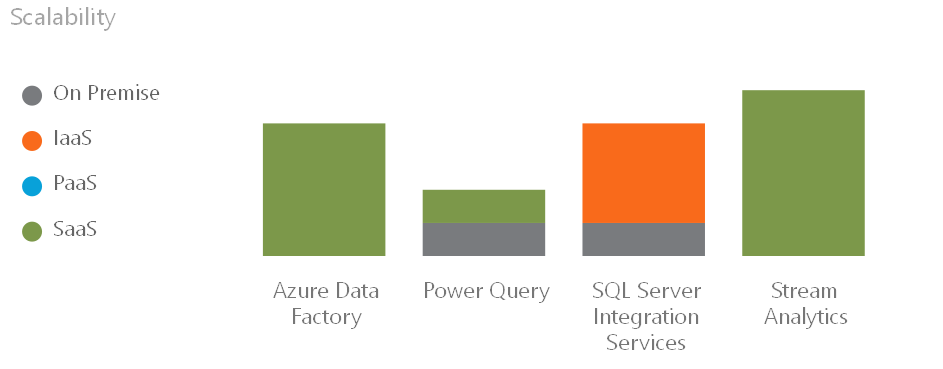 Scalability
On Premise
IaaS
PaaS
SaaS
Azure Data
Factory
Power Query
SQL Server
Integration
Services
Stream
Analytics